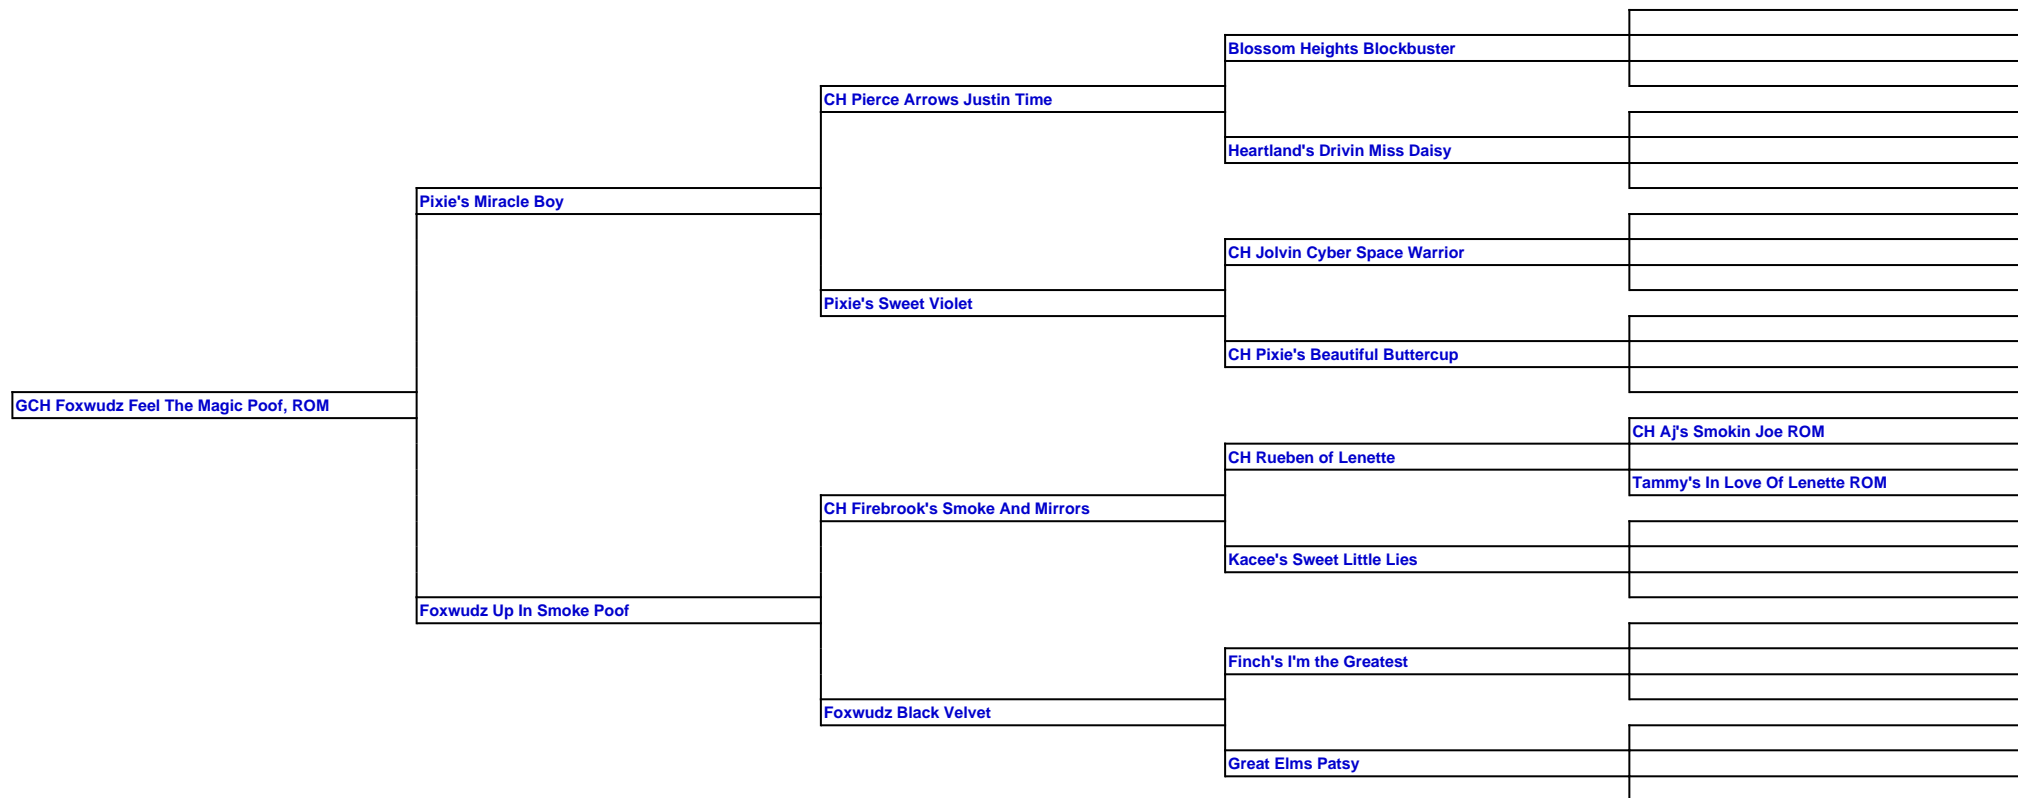 Blossom Heights Blockbuster
CH Pierce Arrows Justin Time
Heartland's Drivin Miss Daisy
Pixie's Miracle Boy
CH Jolvin Cyber Space Warrior
Pixie's Sweet Violet
CH Pixie's Beautiful Buttercup
GCH Foxwudz Feel The Magic Poof, ROM
CH Aj's Smokin Joe ROM
CH Rueben of Lenette
Tammy's In Love Of Lenette ROM
CH Firebrook's Smoke And Mirrors
Kacee's Sweet Little Lies
Foxwudz Up In Smoke Poof
Finch's I'm the Greatest
Foxwudz Black Velvet
Great Elms Patsy